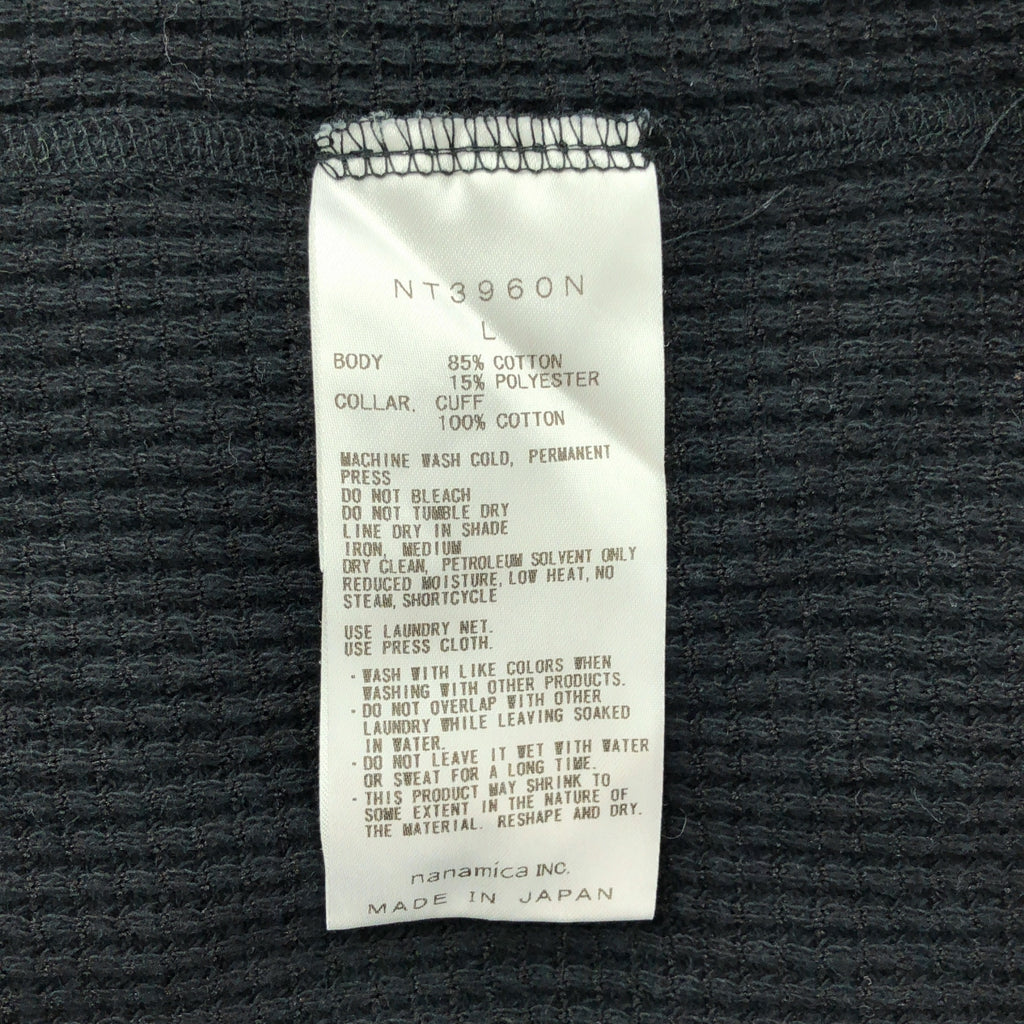 NT3960N
L
BODY 85% COTTON
15% POLYESTER
COLLAR. CUFF
100% COTTON
MACHINE WASH COLD, PERMANENT
PRESS
DO NOT BLEACH
DO NOT TUMBLE DRY
LINE DRY IN SHADE
IRON, MEDIUM
DRY CLEAN, PETROLEUM SOLVENT ONLY
REDUCED MOISTURE, LOW HEAT, NO
STEAM, SHORTCYCLE
USE LAUNDRY NET.
USE PRESS CLOTH.
・WASH WITH LIKE COLORS WHEN
WASHING WITH OTHER PRODUCTS.
・DO NOT OVERLAP WITH OTHER
LAUNDRY WHILE LEAVING SOAKED
IN WATER.
・DO NOT LEAVE IT WET WITH WATER
OR SWEAT FOR A LONG TIME.
・THIS PRODUCT MAY SHRINK TO
SOME EXTENT IN THE NATURE OF
THE MATERIAL. RESHAPE AND DRY.
nanamica INC.
MADE IN JAPAN